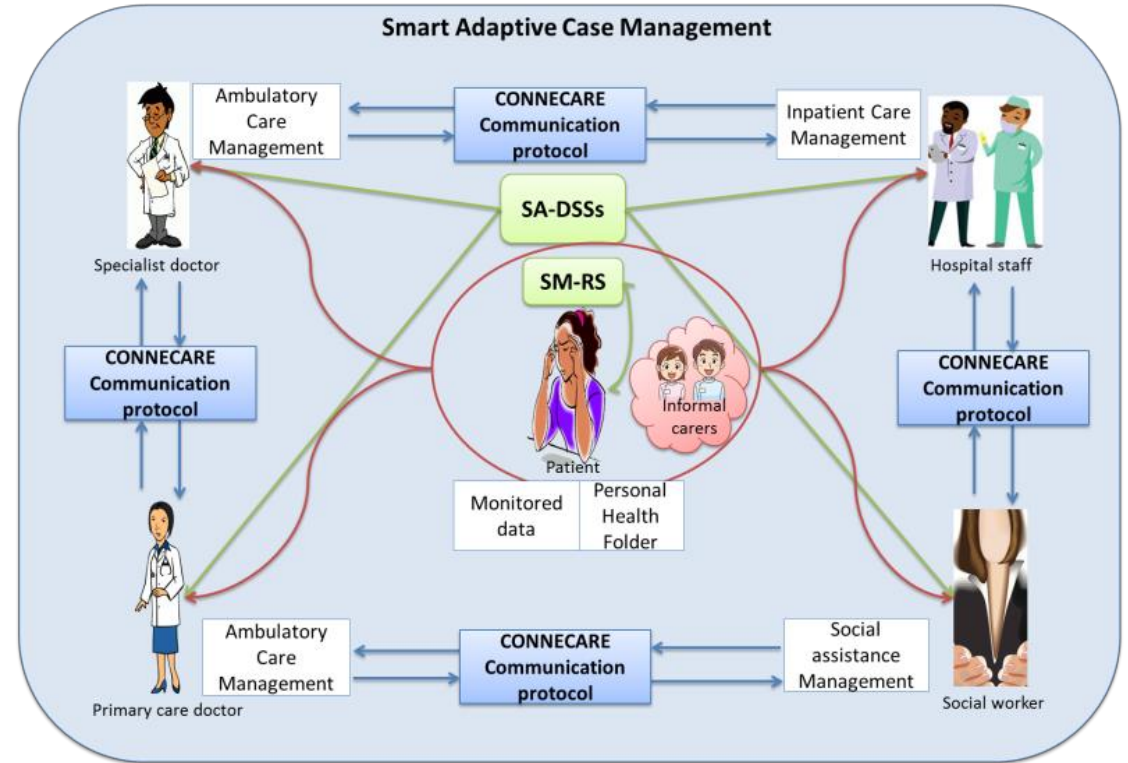 Smart Adaptive Case Management
Ambulatory
Care
Management
CONNECARE
Communication
protocol
Inpatient Care
Management
Specialist doctor
SA-DSSs
Hospital staff
SM-RS
CONNECARE
Communication
protocol
Informal
carers
Patient
CONNECARE
Communication
protocol
Monitored
data
Personal
Health
Folder
Ambulatory
Care
Management
CONNECARE
Communication
protocol
Social
assistance
Management
Primary care doctor
Social worker